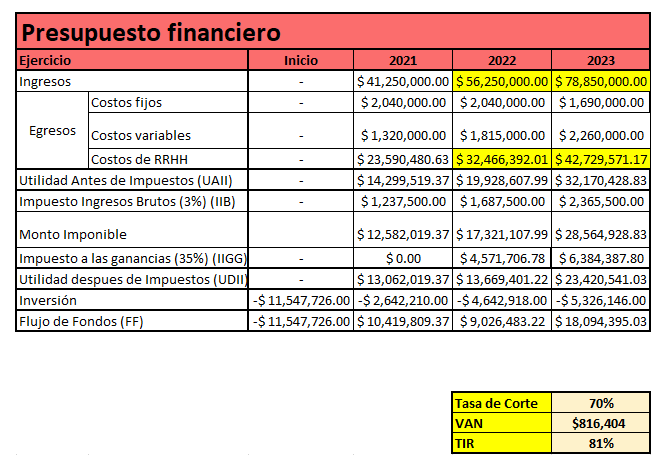 Presupuesto financiero
Ejercicio Inicio 2021 2022 2023
Ingresos - $ 41,250,000.00 $ 56,250,000.00 $ 78,850,000.00
Egresos
Costos fijos - $ 2,040,000.00 $ 2,040,000.00 $ 1,690,000.00
Costos variables - $ 1,320,000.00 $ 1,815,000.00 $ 2,260,000.00
Costos de RRHH - $ 23,590,480.63 $ 32,466,392.01 $ 42,729,571.17
Utilidad Antes de Impuestos (UAII) - $ 14,299,519.37 $ 19,928,607.99 $ 32,170,428.83
Impuesto Ingresos Brutos (3%) (IIB) - $ 1,237,500.00 $ 1,687,500.00 $ 2,365,500.00
Monto Imponible $ 12,582,019.37 $ 17,321,107.99 $ 28,564,928.83
Impuesto a las ganancias (35%) (IIGG) - $ 0.00 $ 4,571,706.78 $ 6,384,387.80
Utilidad despues de Impuestos (UDII) - $ 13,062,019.37 $ 13,669,401.22 $ 23,420,541.03
Inversión -$ 11,547,726.00 -$ 2,642,210.00 -$ 4,642,918.00 -$ 5,326,146.00
Flujo de Fondos (FF) -$ 11,547,726.00 $ 10,419,809.37 $ 9,026,483.22 $ 18,094,395.03
Tasa de Corte 70%
VAN $816,404
TIR 81%